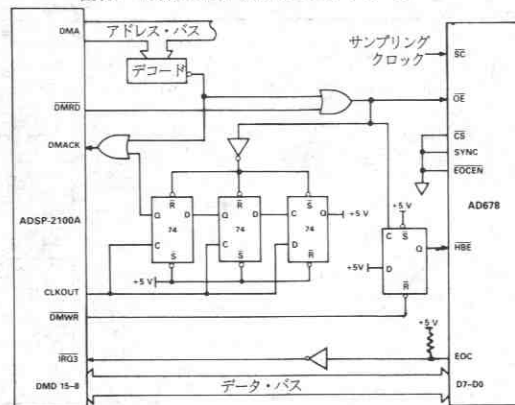 DMA
アドレス・バス
デコード
サンプリング
クロック
SC
DMRD
OE
DMACK
CS
SYNC
EOCEN
ADSP-2100A
AD678
R
R
S
Q
D
Q
D
C
Q
+5 V
74
74
74
C
S
C
S
D
R
+5 V
+5 V
C
S
Q
HBE
+5V
D
R
CLKOUT
DMWR
+5 V
IRQ3
EOC
DMD 15–8
データ・バス
D7–D0